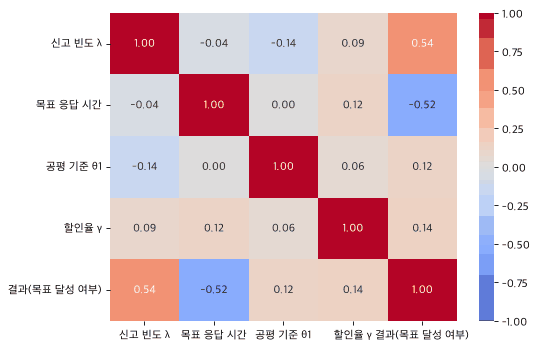 신고 빈도 λ 1.00 -0.04 -0.14 0.09 0.54
목표 응답 시간 -0.04 1.00 0.00 0.12 -0.52
공평 기준 θ1 -0.14 0.00 1.00 0.06 0.12
할인율 γ 0.09 0.12 0.06 1.00 0.14
결과(목표 달성 여부) 0.54 -0.52 0.12 0.14 1.00
신고 빈도 λ 목표 응답 시간 공평 기준 θ1 할인율 γ 결과(목표 달성 여부)
1.00
0.75
0.50
0.25
0.00
-0.25
-0.50
-0.75
-1.00